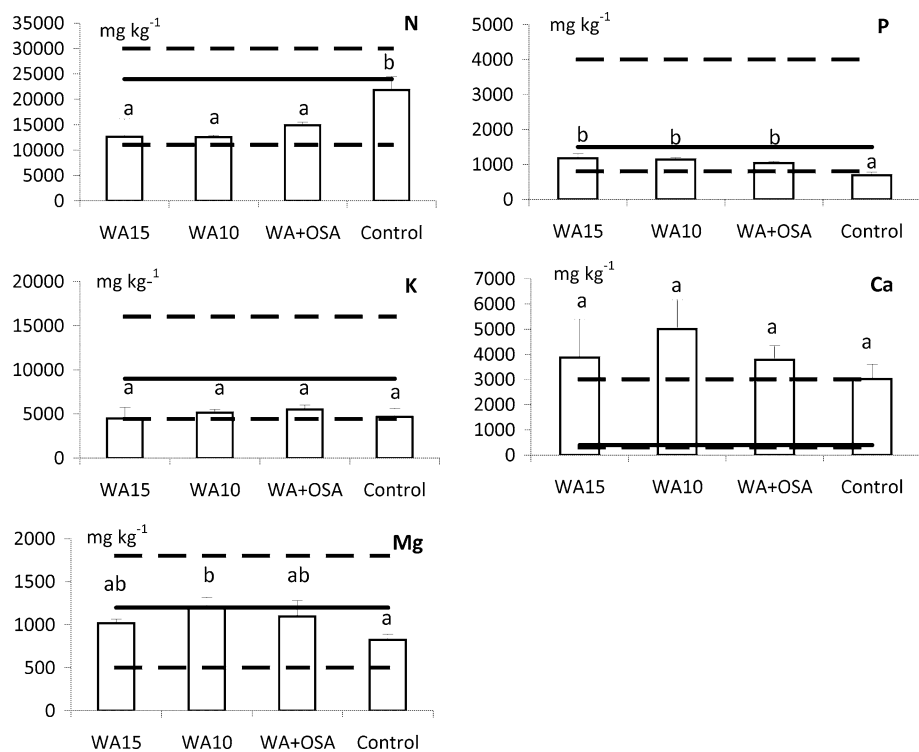 mg kg-1
N
35000
30000
25000
20000
15000
10000
5000
0
a
a
a
b
WA15
WA10
WA+OSA
Control
mg kg-1
P
5000
4000
3000
2000
1000
0
b
b
b
a
WA15
WA10
WA+OSA
Control
mg kg-1
K
20000
15000
10000
5000
0
a
a
a
a
WA15
WA10
WA+OSA
Control
mg kg-1
Ca
7000
6000
5000
4000
3000
2000
1000
0
a
a
a
a
WA15
WA10
WA+OSA
Control
mg kg-1
Mg
2000
1500
1000
500
0
ab
b
ab
a
WA15
WA10
WA+OSA
Control